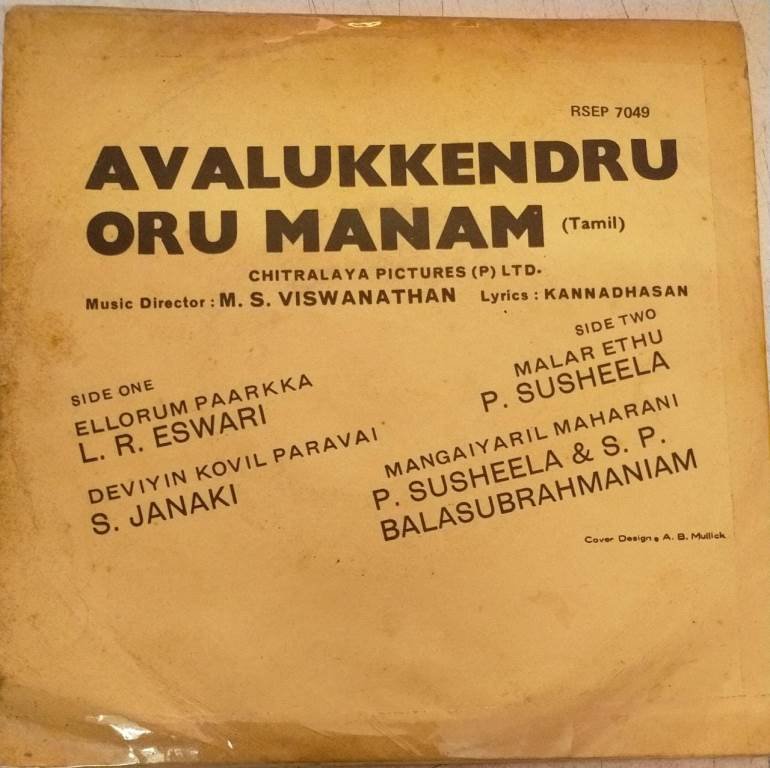 RSEP 7049
AVALUKKENDRU
ORU MANAM (Tamil)
CHITRALAYA PICTURES (P) LTD.
Music Director : M. S. VISWANATHAN Lyrics : KANNADHASAN
SIDE ONE
ELLORUM PAARKKA
L. R. ESWARI
DEVIYIN KOVIL PARAVAI
S. JANAKI
SIDE TWO
MALAR ETHU
P. SUSHEELA
MANGAIYARIL MAHARANI
P. SUSHEELA & S. P.
BALASUBRAHMANIAM
Cover Design : A. B. Mullick